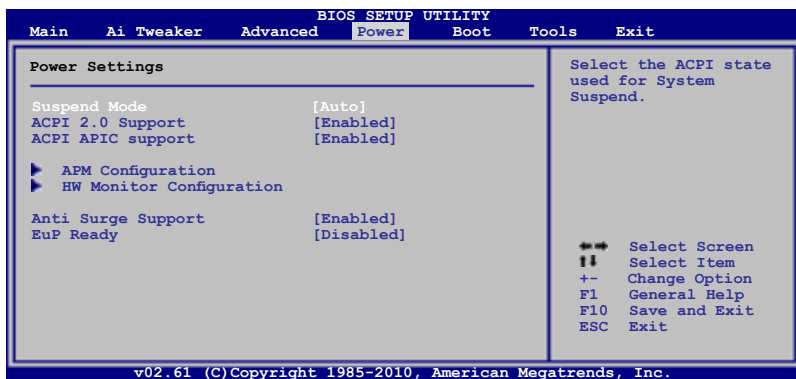 BIOS SETUP UTILITY
Main Ai Tweaker Advanced Power Boot Tools Exit
Power Settings
Suspend Mode [Auto]
ACPI 2.0 Support [Enabled]
ACPI APIC support [Enabled]
APM Configuration
HW Monitor Configuration
Anti Surge Support [Enabled]
EuP Ready [Disabled]
Select the ACPI state
used for System
Suspend.
Select Screen
Select Item
+- Change Option
F1 General Help
F10 Save and Exit
ESC Exit
v02.61 (C)Copyright 1985-2010, American Megatrends, Inc.